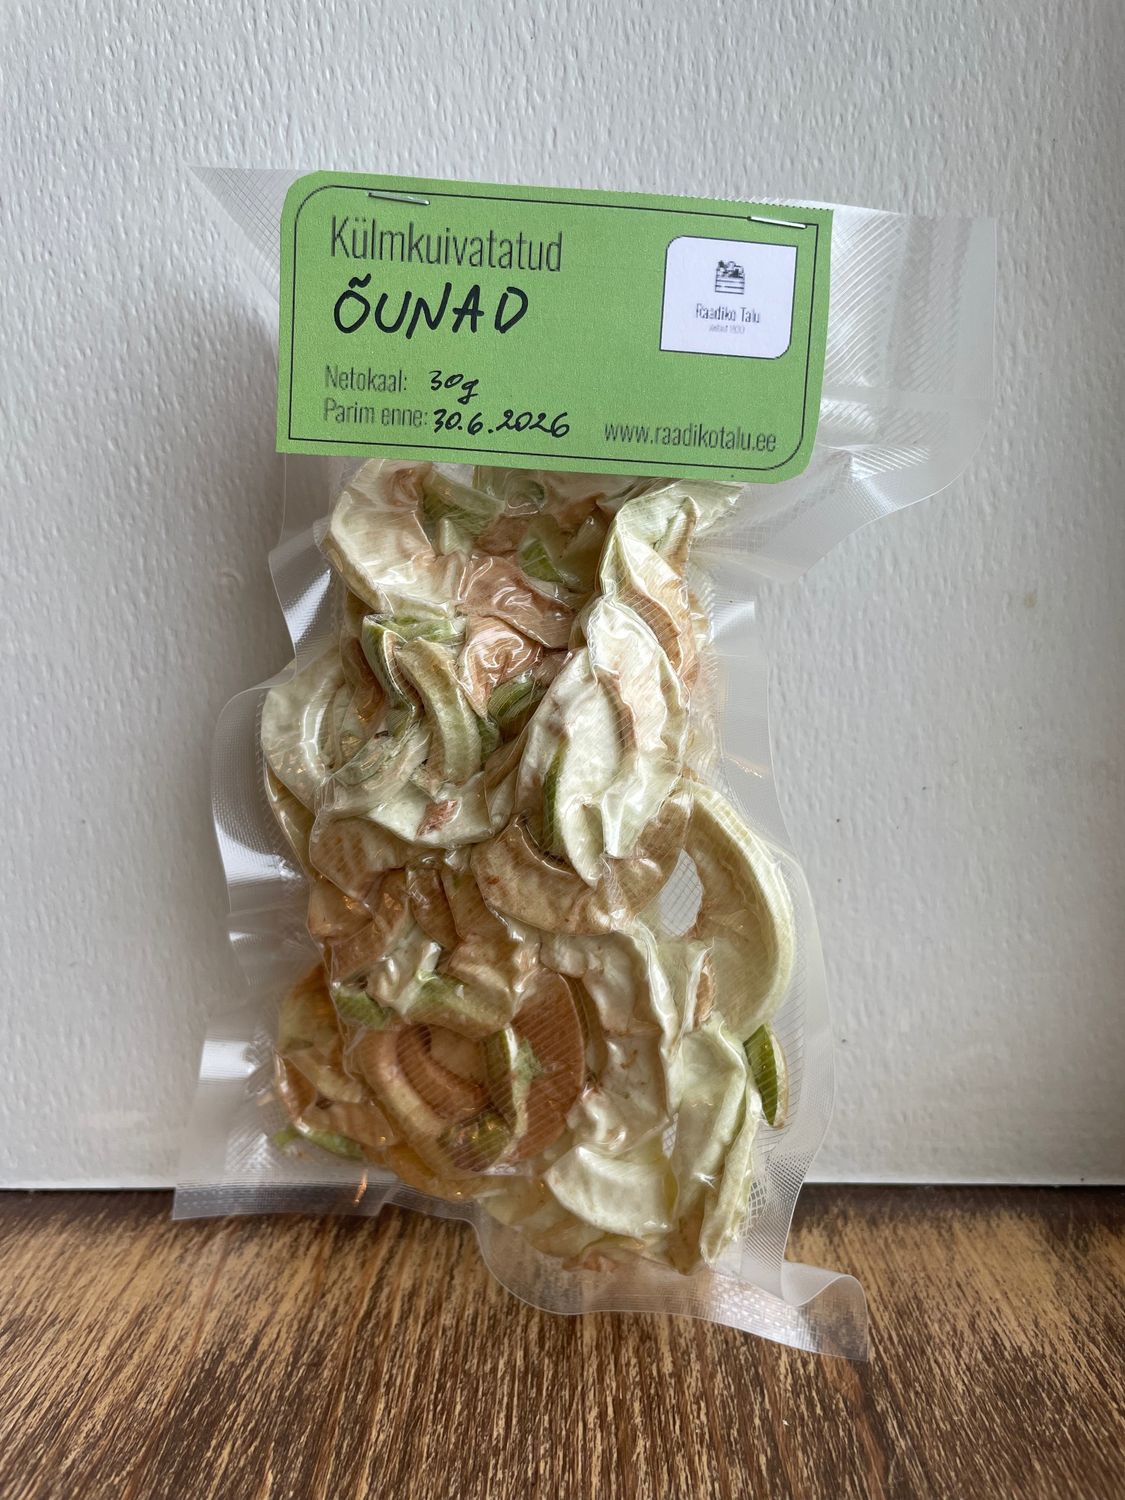 Külmkuivatatud
ÕUNAD
Raadiko Talu
Netokaal: 30g
Parim enne: 30.6.2026
www.raadikotalu.ee